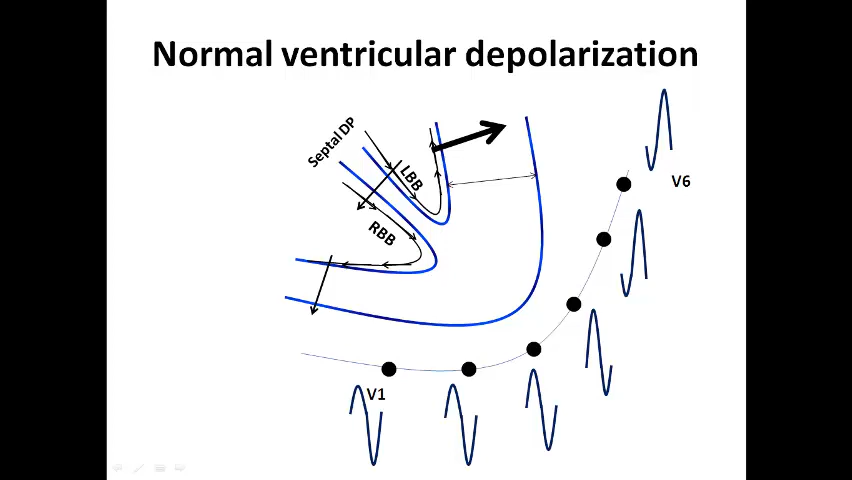 Normal ventricular depolarization
Septal DP
LBB
RBB
V6
V1